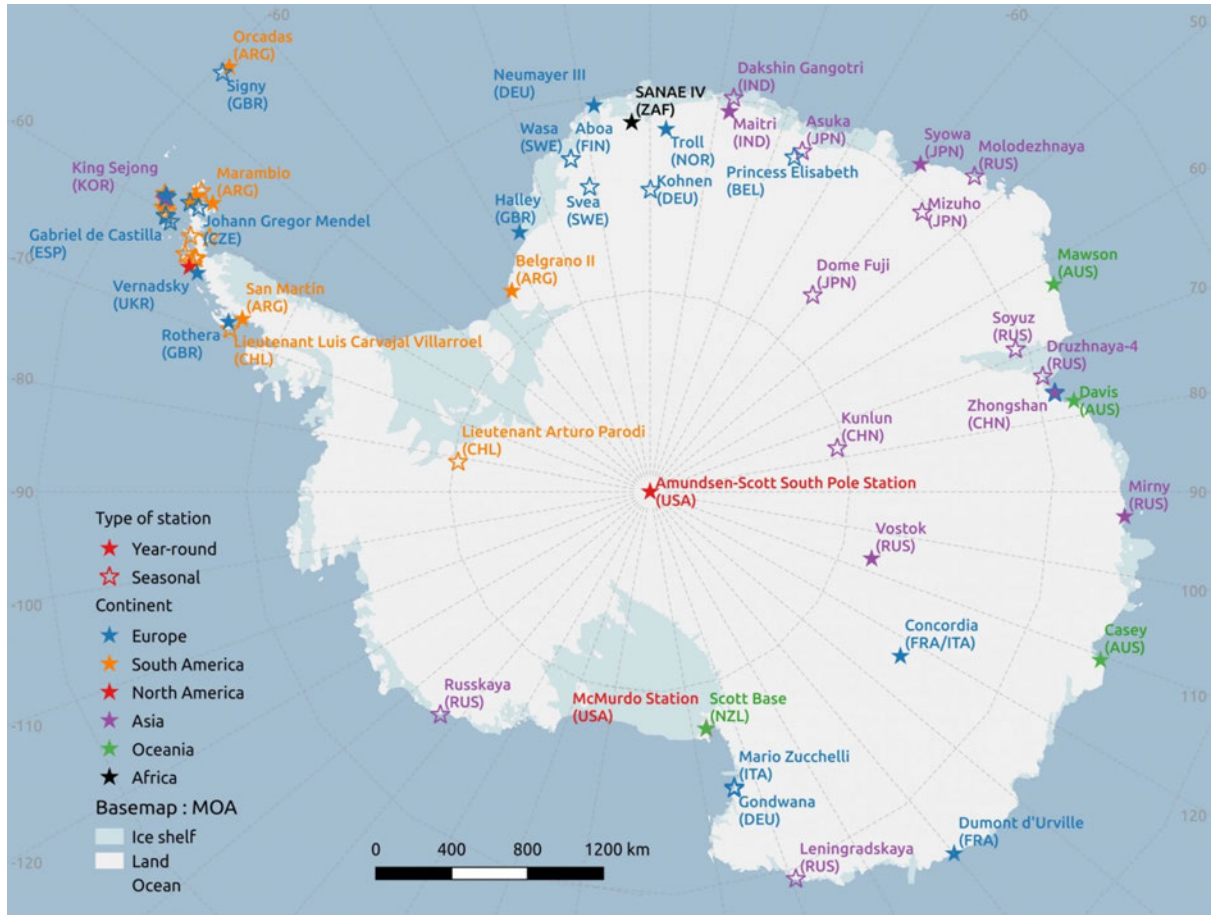 -60
-60
50
Orcadas
(ARG)
Signy
(GBR)
Neumayer III
(DEU)
Dakshin Gangotri
(IND)
SANAE IV
(ZAF)
Wasa
(SWE)
Aboa
(FIN)
Troll
(NOR)
Maitri
(IND)
Asuka
(JPN)
Syowa
(JPN)
Molodezhnaya
(RUS)
-60
60
King Sejong
(KOR)
Marambio
(ARG)
Halley
(GBR)
Svea
(SWE)
Kohnen
(DEU)
Princess Elisabeth
(BEL)
Mizuho
(JPN)
Gabriel de Castilla
(ESP)
Johann Gregor Mendel
(CZE)
-70
Belgrano II
(ARG)
Dome Fuji
(JPN)
Mawson
(AUS)
70
Vernadsky
(UKR)
San Martín
(ARG)
Rothera
(GBR)
Lieutenant Luis Carvajal Villarroel
(CHL)
Soyuz
(RUS)
Druzhnaya-4
(RUS)
-80
80
Zhongshan
(CHN)
Davis
(AUS)
Lieutenant Arturo Parodi
(CHL)
Kunlun
(CHN)
-90
Amundsen-Scott South Pole Station
(USA)
Mirny
(RUS)
90
Vostok
(RUS)
Type of station
Year-round
Seasonal
-100
100
Continent
Europe
South America
North America
Asia
Oceania
Africa
Concordia
(FRA/ITA)
Casey
(AUS)
Russkaya
(RUS)
McMurdo Station
(USA)
Scott Base
(NZL)
-110
110
Mario Zucchelli
(ITA)
Gondwana
(DEU)
Basemap : MOA
Ice shelf
Land
Ocean
-120
120
0 400 800 1200 km
Dumont d'Urville
(FRA)
Leningradskaya
(RUS)